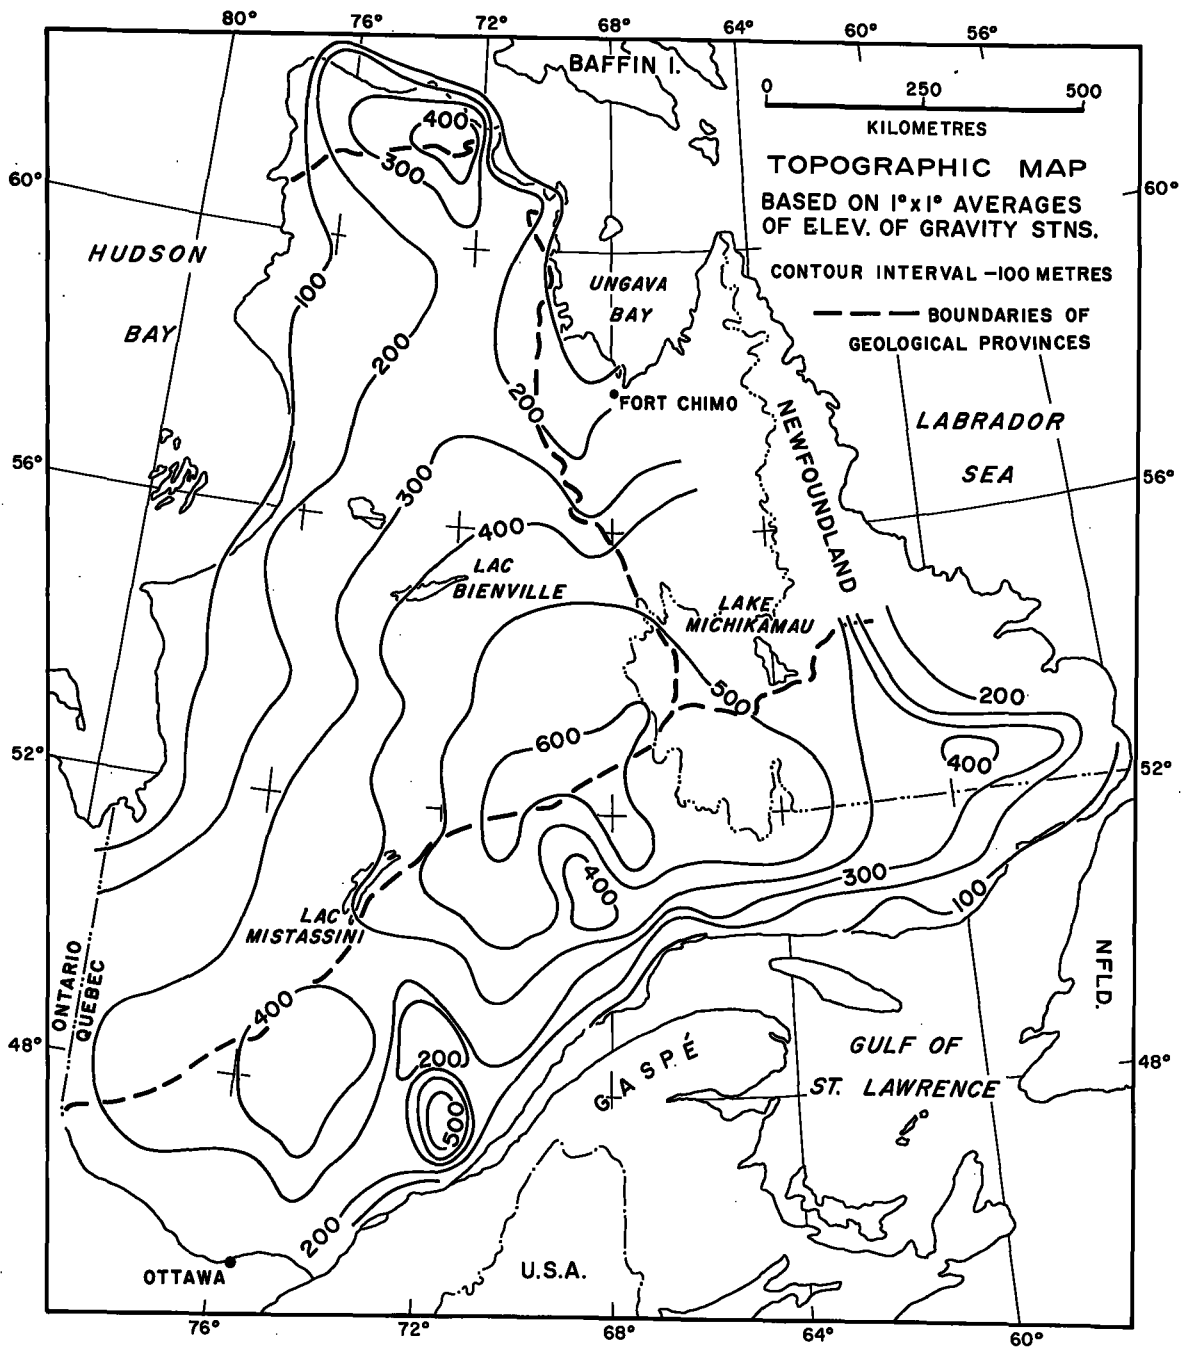 80° 76° 72° 68° 64° 60° 56°
BAFFIN I.
0 250 500
KILOMETRES
TOPOGRAPHIC MAP
BASED ON 1°x1° AVERAGES
OF ELEV. OF GRAVITY STNS.
CONTOUR INTERVAL –100 METRES
BOUNDARIES OF
GEOLOGICAL PROVINCES
400
300
60°
60°
HUDSON
BAY
100
200
UNGAVA
BAY
200
FORT CHIMO
NEWFOUNDLAND
LABRADOR
SEA
56°
56°
300
400
LAC
BIENVILLE
LAKE
MICHIKAMAU
500
200
600
400
52°
52°
400
300
100
LAC
MISTASSINI
ONTARIO
QUEBEC
NFLD.
400
48°
48°
200
500
GASPÉ
GULF OF
ST. LAWRENCE
200
OTTAWA
U.S.A.
76° 72° 68° 64° 60°